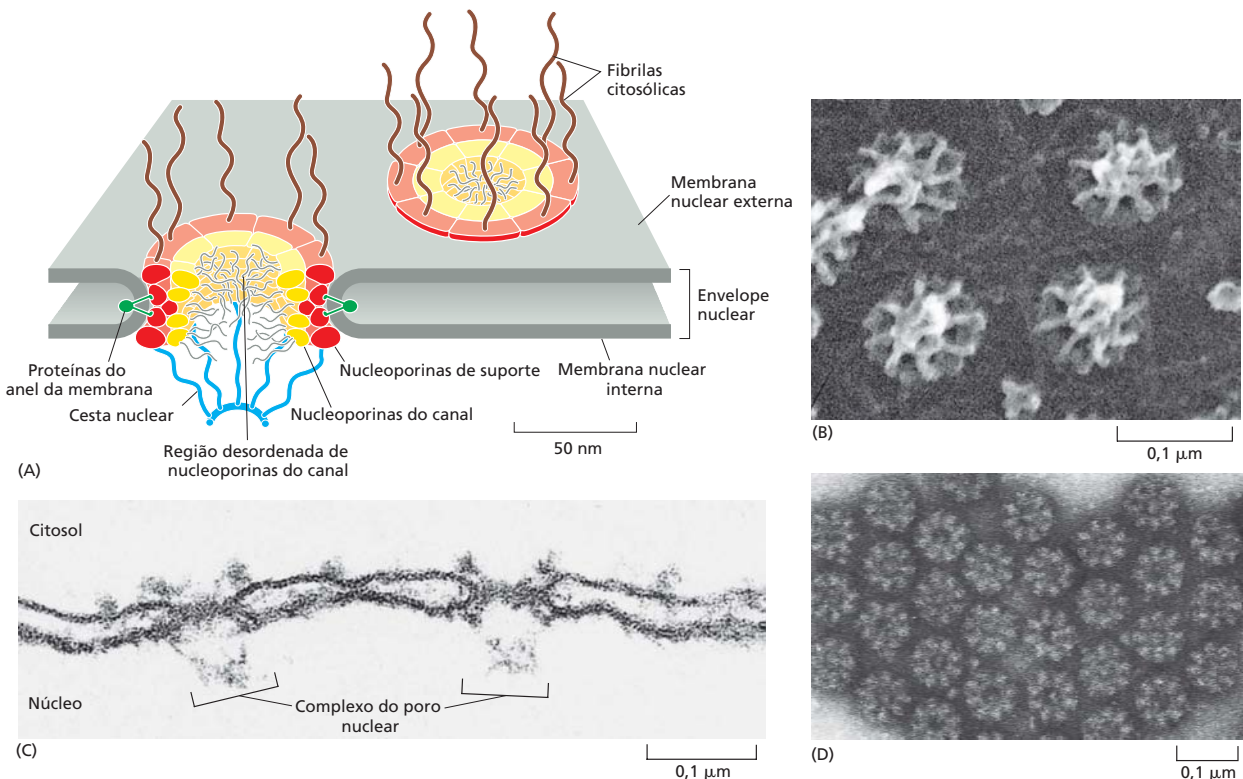 Fibrilas
citosólicas
Membrana
nuclear externa
Envelope
nuclear
Proteínas do
anel da membrana
Nucleoporinas de suporte
Membrana nuclear
interna
Cesta nuclear
Nucleoporinas do canal
Região desordenada de
nucleoporinas do canal
50 nm
(A)
(B)
0,1 μm
Citosol
Núcleo
Complexo do poro
nuclear
(C)
0,1 μm
(D)
0,1 μm